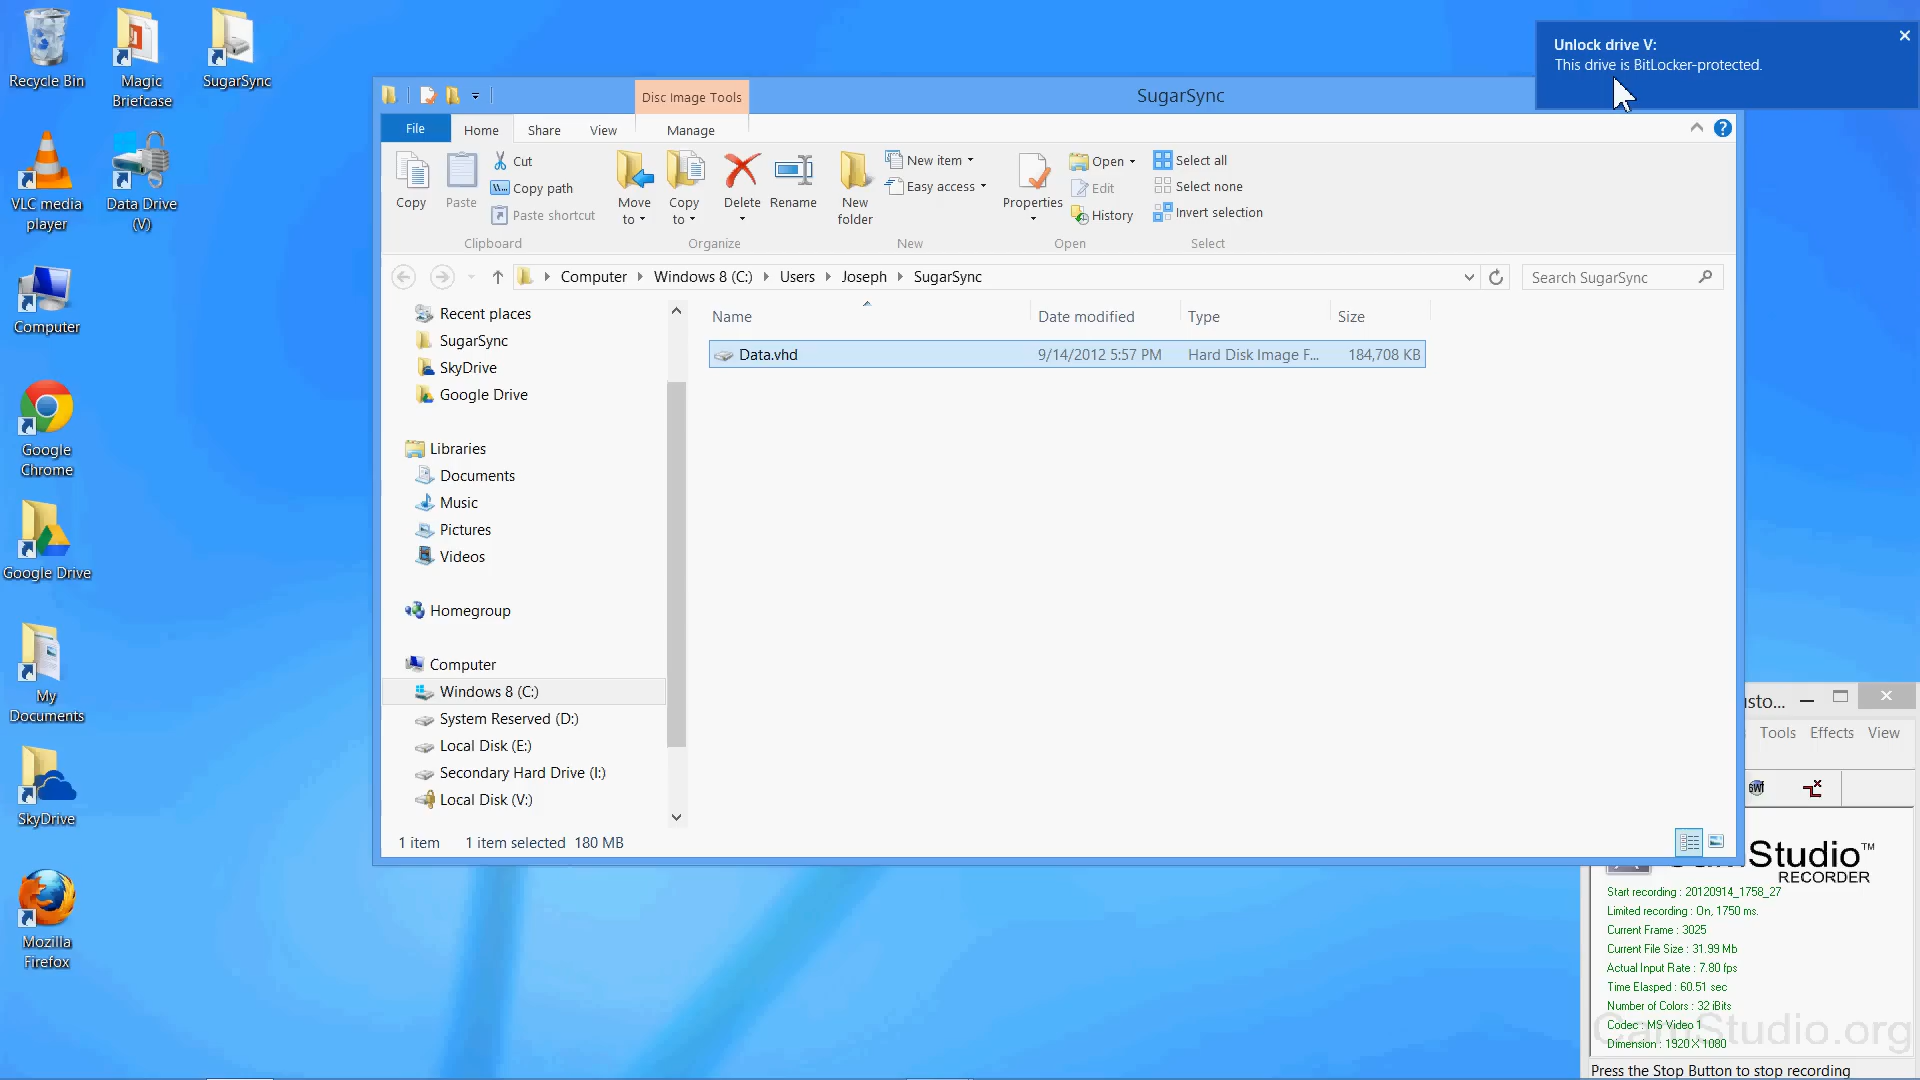 Recycle Bin
Magic
Briefcase
SugarSync
VLC media
player
Data Drive
(V)
Computer
Google
Chrome
Google Drive
My
Documents
SkyDrive
Mozilla
Firefox
Unlock drive V:
This drive is BitLocker-protected.
Disc Image Tools
SugarSync
File
Home
Share
View
Manage
Copy
Paste
Cut
Copy path
Paste shortcut
Clipboard
Move
to
Copy
to
Delete
Rename
Organize
New
folder
New item
Easy access
New
Properties
Open
Edit
History
Open
Select all
Select none
Invert selection
Select
Computer
Windows 8 (C:)
Users
Joseph
SugarSync
Search SugarSync
Recent places
SugarSync
SkyDrive
Google Drive
Libraries
Documents
Music
Pictures
Videos
Homegroup
Computer
Windows 8 (C:)
System Reserved (D:)
Local Disk (E:)
Secondary Hard Drive (I:)
Local Disk (V:)
Name
Date modified
Type
Size
Data.vhd
9/14/2012 5:57 PM
Hard Disk Image F...
184,708 KB
1 item
1 item selected 180 MB
Tools
Effects
View
Studio™
RECORDER
Start recording : 20120914_1758_27
Limited recording : On, 1750 ms.
Current Frame : 3025
Current File Size : 31.99 Mb
Actual Input Rate : 7.80 fps
Time Elasped : 60.51 sec
Number of Colors : 32 iBits
Codec : MS Video 1
Dimension : 1920 X 1080
CamStudio.org
Press the Stop Button to stop recording